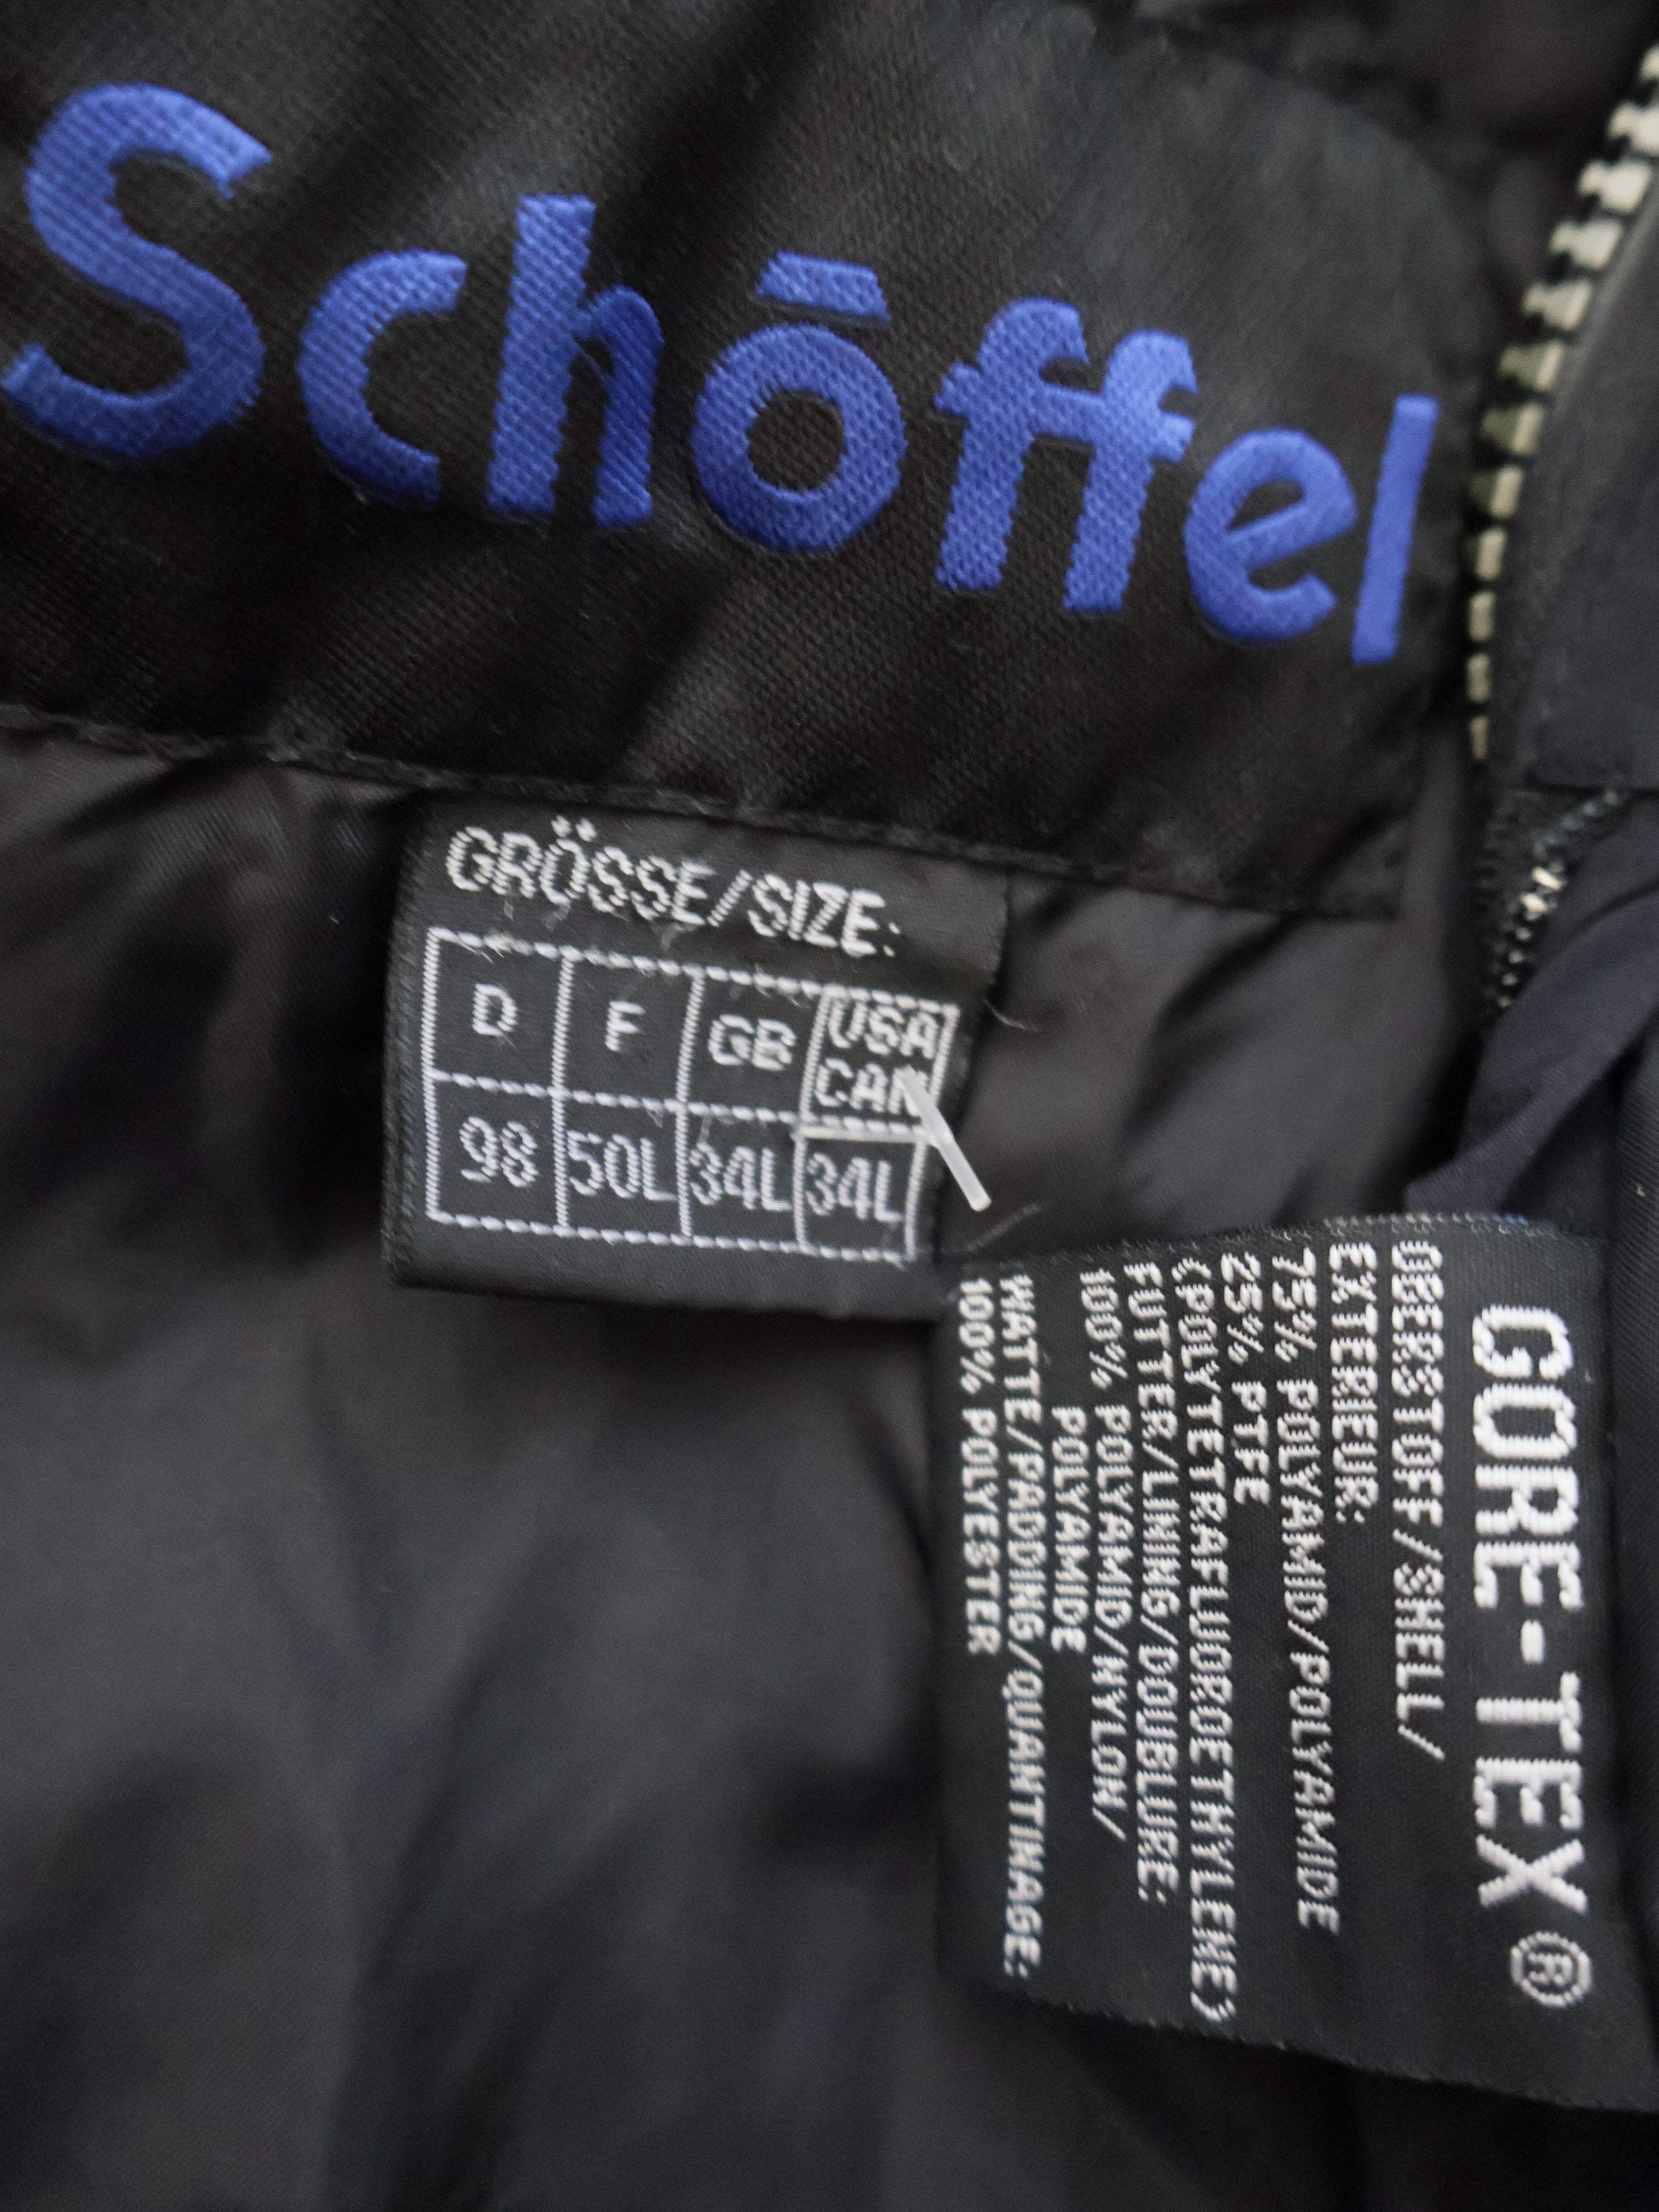 Schöffel
GRÖSSE/SIZE:
D F GB USA CAN
98 50L 34L 34L
GORE-TEX®
OBERSTOFF/SHELL/
EXTERIEUR:
75% POLYAMID/POLYAMIDE
25% PTFE
(POLYTETRAFLUOROETHYLENE)
FUTTER/LINING/DOUBLURE:
100% POLYAMID/NYLON/
POLYAMIDE
WATTE/PADDING/QUANTINAGE:
100% POLYESTER